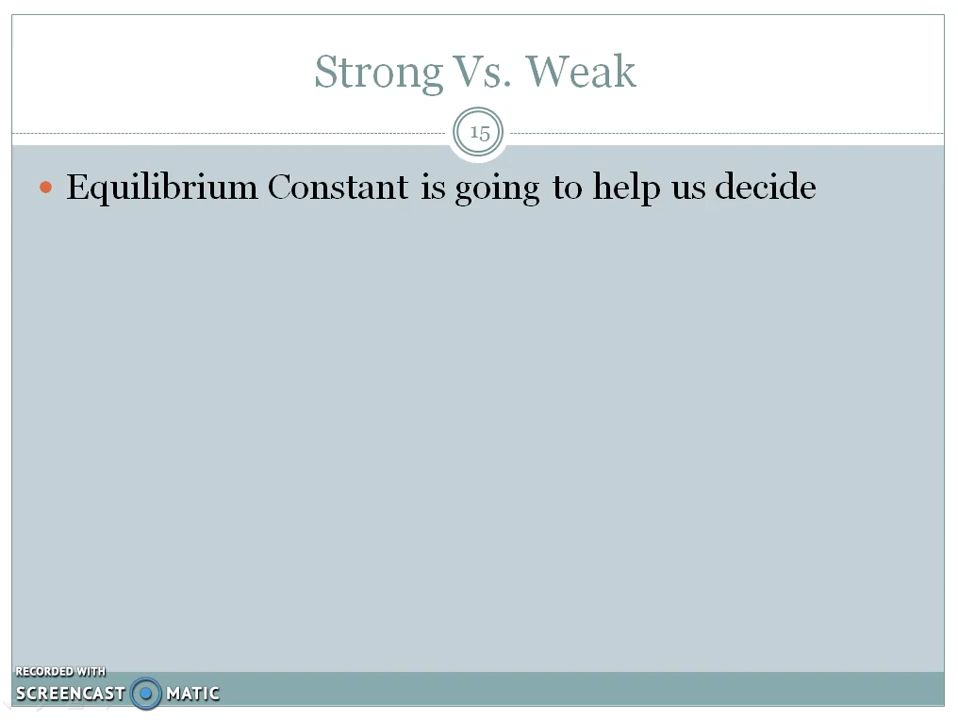 Strong Vs. Weak
15
• Equilibrium Constant is going to help us decide
RECORDED WITH
SCREENCAST MATIC